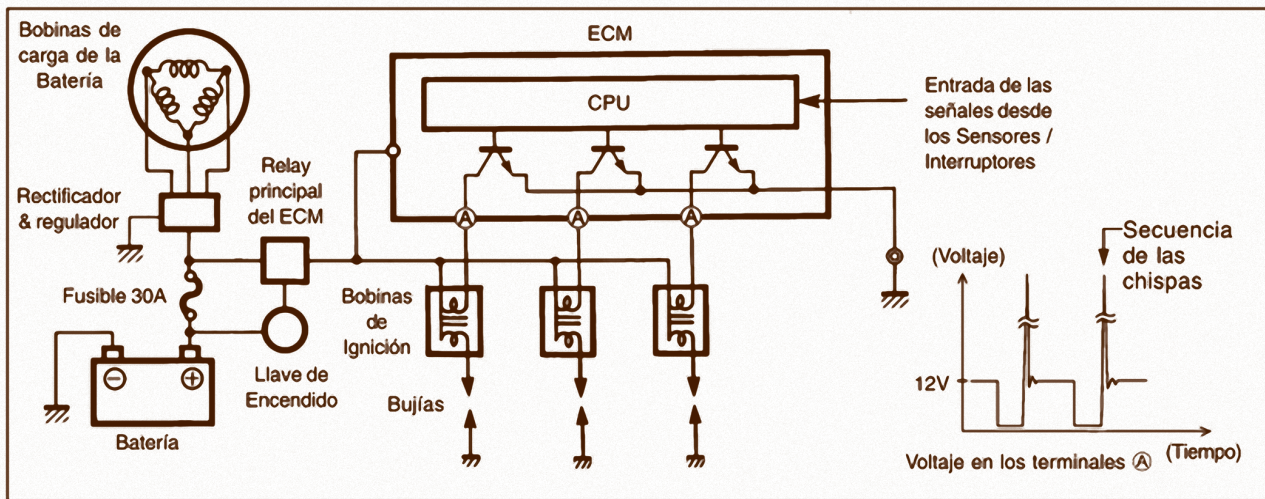 Bobinas de
carga de la
Batería
ECM
CPU
Entrada de las
señales desde
los Sensores /
Interruptores
Rectificador
& regulador
Relay
principal
del ECM
A
A
A
Fusible 30A
Bobinas
de
Ignición
Llave de
Encendido
Bujías
Batería
(Voltaje)
Secuencia
de las
chispas
12V
(Tiempo)
Voltaje en los terminales Ⓐ